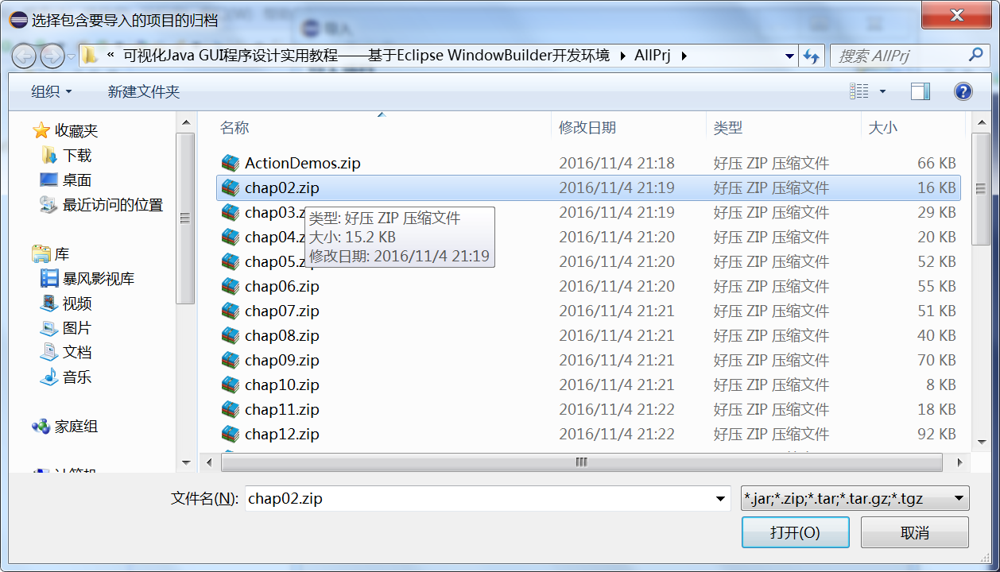 选择包含要导入的项目的归档
« 可视化Java GUI程序设计实用教程——基于Eclipse WindowBuilder开发环境 AllPrj 搜索 AllPrj
组织 新建文件夹
收藏夹
下载
桌面
最近访问的位置
库
暴风影视库
视频
图片
文档
音乐
家庭组
名称 修改日期 类型 大小
ActionDemos.zip 2016/11/4 21:18 好压 ZIP 压缩文件 66 KB
chap02.zip 2016/11/4 21:19 好压 ZIP 压缩文件 16 KB
chap03.z 2016/11/4 21:19 好压 ZIP 压缩文件 29 KB
chap04.z 2016/11/4 21:20 好压 ZIP 压缩文件 20 KB
chap05.z 2016/11/4 21:20 好压 ZIP 压缩文件 52 KB
chap06.zip 2016/11/4 21:20 好压 ZIP 压缩文件 55 KB
chap07.zip 2016/11/4 21:21 好压 ZIP 压缩文件 51 KB
chap08.zip 2016/11/4 21:21 好压 ZIP 压缩文件 40 KB
chap09.zip 2016/11/4 21:21 好压 ZIP 压缩文件 70 KB
chap10.zip 2016/11/4 21:21 好压 ZIP 压缩文件 8 KB
chap11.zip 2016/11/4 21:22 好压 ZIP 压缩文件 18 KB
chap12.zip 2016/11/4 21:22 好压 ZIP 压缩文件 92 KB
类型: 好压 ZIP 压缩文件
大小: 15.2 KB
修改日期: 2016/11/4 21:19
文件名(N): chap02.zip *.jar;*.zip;*.tar;*.tar.gz;*.tgz
打开(O) 取消